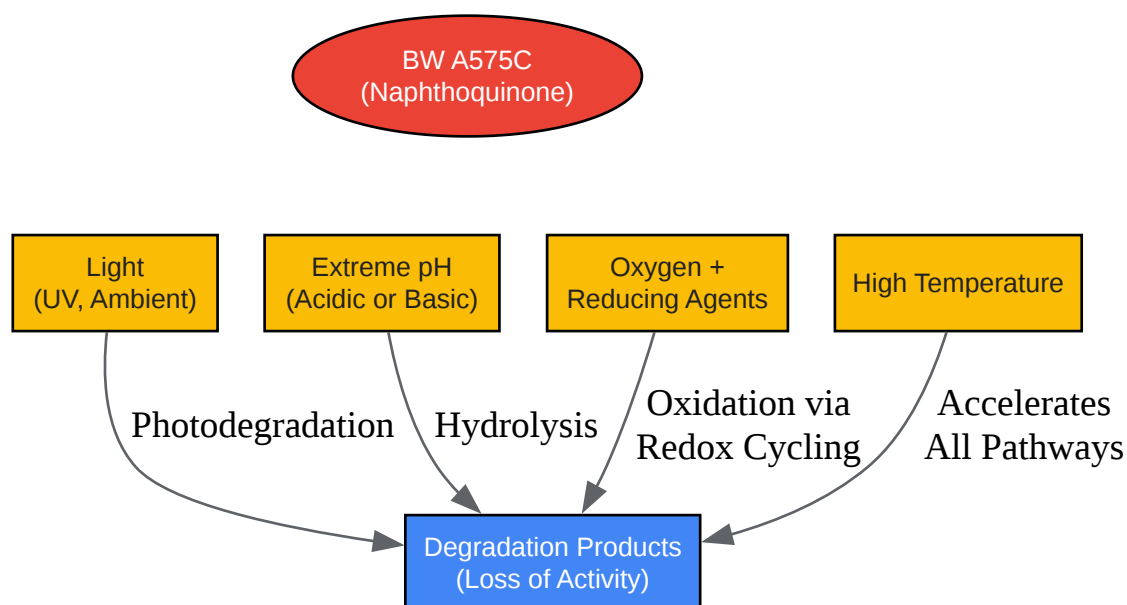 BW A575C
(Naphthoquinone)
Light
(UV, Ambient)
Extreme pH
(Acidic or Basic)
Oxygen +
Reducing Agents
High Temperature
Photodegradation
Hydrolysis
Oxidation via
Redox Cycling
Accelerates
All Pathways
Degradation Products
(Loss of Activity)